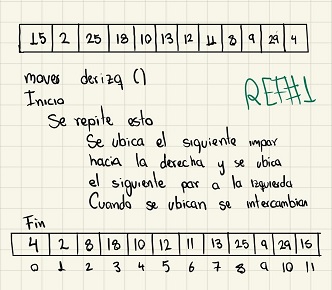 15 2 25 18 10 13 12 11 8 9 29 4
mover derizq ()
REF#1
Inicio
Se repite esto
Se ubica el siguiente impar
hacia la derecha y se ubica
el siguiente par a la izquierda
Cuando se ubican se intercambian
Fin
4 2 8 18 10 12 11 13 25 9 29 15
0 1 2 3 4 5 6 7 8 9 10 11